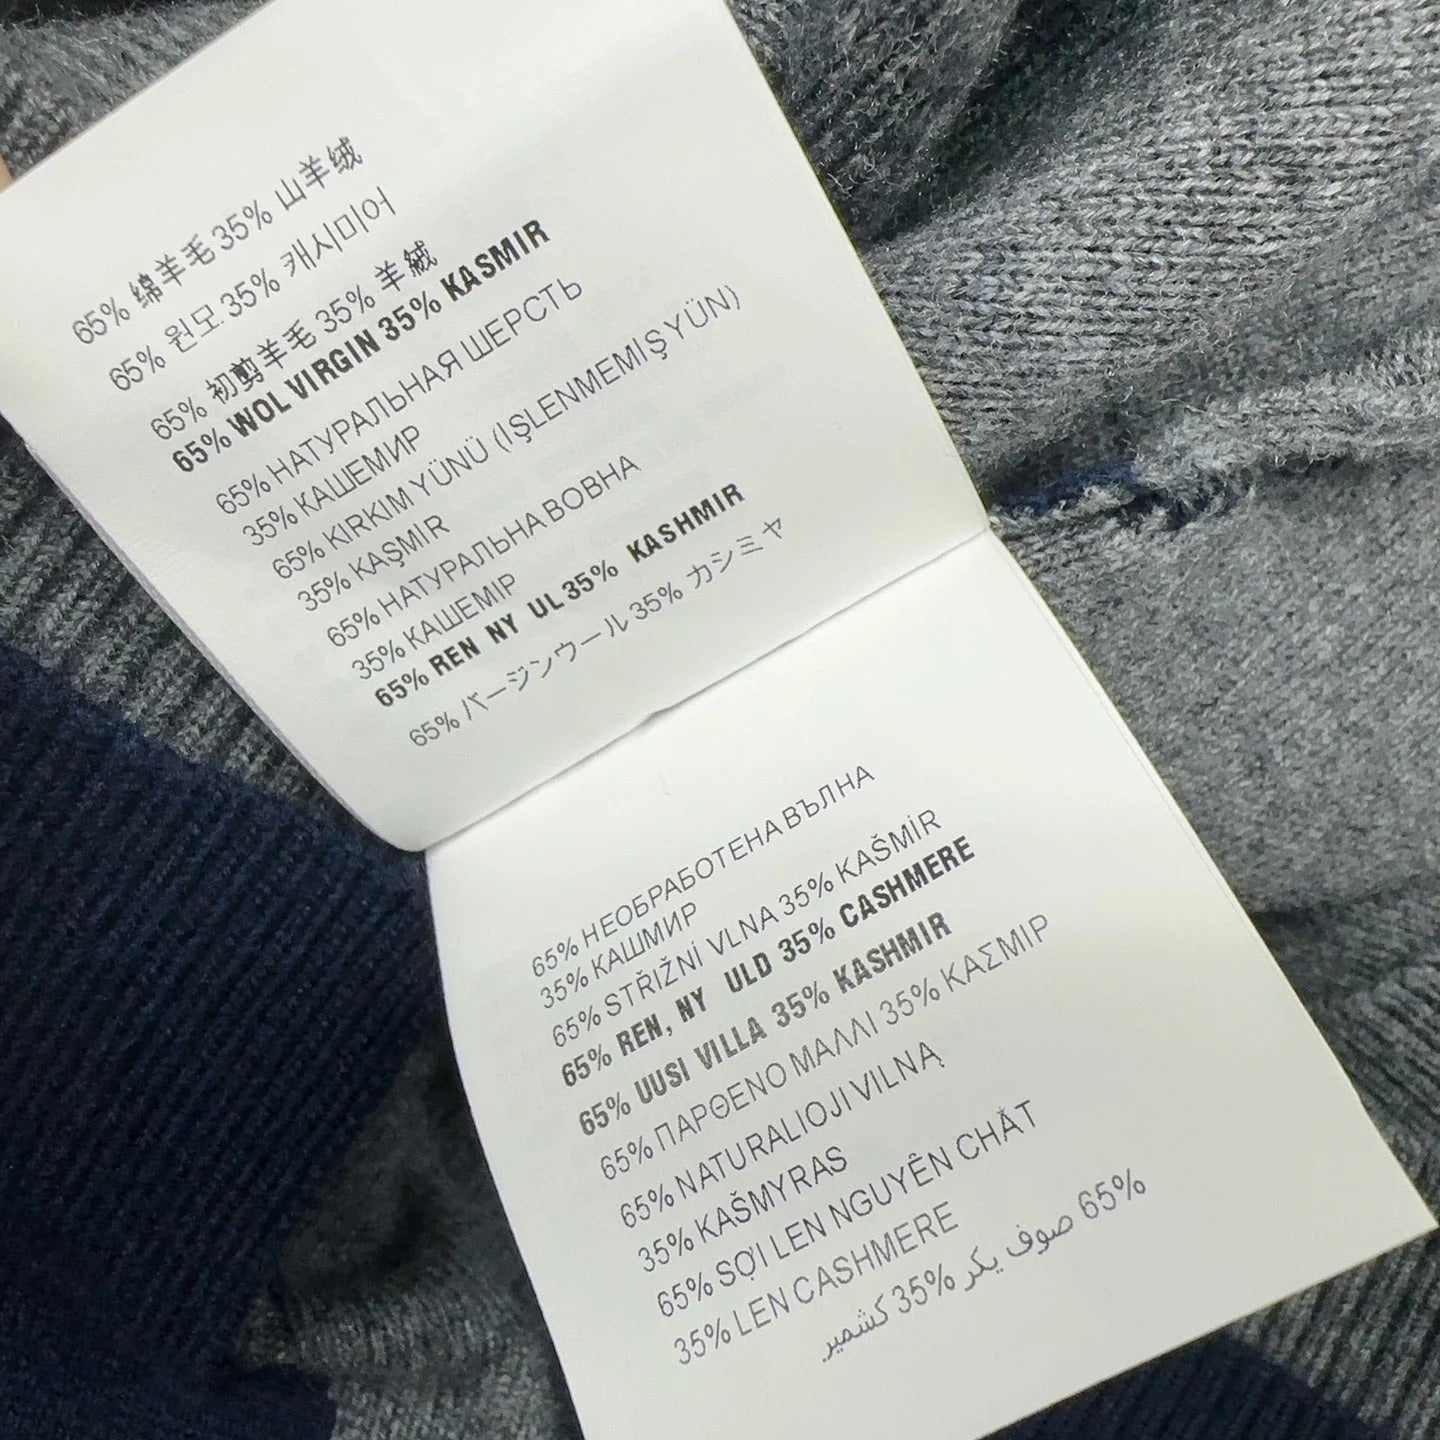 65% 绵羊毛 35% 山羊绒
65% 원모 35% 캐시미어
65% 初剪羊毛 35% 羊絨
65% WOL VIRGIN 35% KASMIR
65% НАТУРАЛЬНАЯ ШЕРСТЬ
35% КАШЕМИР
65% KIRKIM YÜNÜ (IŞLENMEMİŞ YÜN)
35% KAŞMIR
65% НАТУРАЛЬНА ВОВНА
35% КАШЕМІР
65% REN NY UL 35% KASHMIR
65% バージンウール 35% カシミヤ
65% НЕОБРАБОТЕНА ВЪЛНА
35% КАШМИР
65% STŘIŽNÍ VLNA 35% KAŠMÍR
65% REN, NY ULD 35% CASHMERE
65% UUSI VILLA 35% KASHMIR
65% ΠΑΡΘΕΝΟ ΜΑΛΛΙ 35% ΚΑΣΜΙΡ
65% NATURALIOJI VILNĄ
35% KAŠMYRAS
65% SỢI LEN NGUYÊN CHẤT
35% LEN CASHMERE
65% صوف بكر 35% كشمير